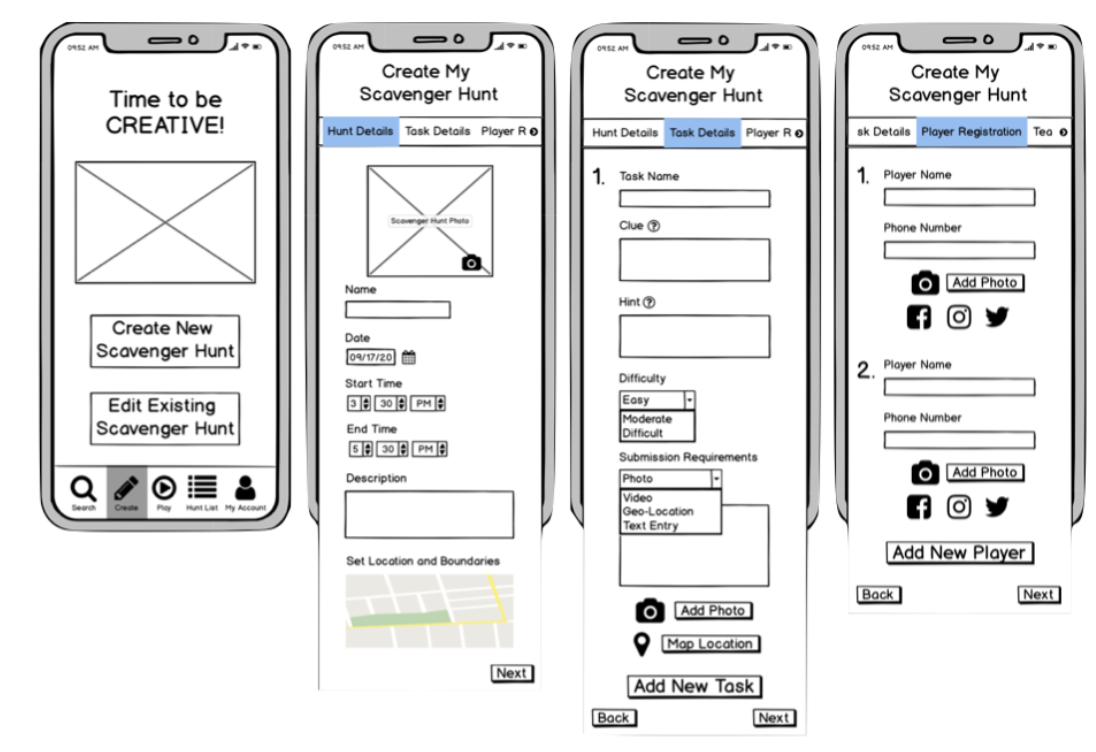 09:52 AM
Time to be
CREATIVE!
Create New
Scavenger Hunt
Edit Existing
Scavenger Hunt
Search
Create
Play
Hunt List
My Account
09:52 AM
Create My
Scavenger Hunt
Hunt Details
Task Details
Player R
Scavenger Hunt Photo
Name
Date
09/17/20
Start Time
3 30 PM
End Time
5 30 PM
Description
Set Location and Boundaries
Next
09:52 AM
Create My
Scavenger Hunt
Hunt Details
Task Details
Player R
1.
Task Name
Clue ?
Hint ?
Difficulty
Easy
Moderate
Difficult
Submission Requirements
Photo
Video
Geo-Location
Text Entry
Add Photo
Map Location
Add New Task
Back
Next
09:52 AM
Create My
Scavenger Hunt
sk Details
Player Registration
Tea
1.
Player Name
Phone Number
Add Photo
2.
Player Name
Phone Number
Add Photo
Add New Player
Back
Next